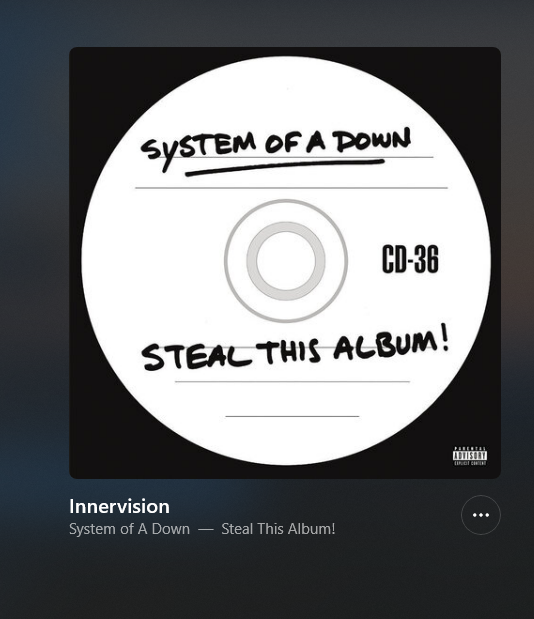 SYSTEM OF A DOWN
CD-36
STEAL THIS ALBUM!
PARENTAL
ADVISORY
EXPLICIT CONTENT
Innervision
System of A Down — Steal This Album!